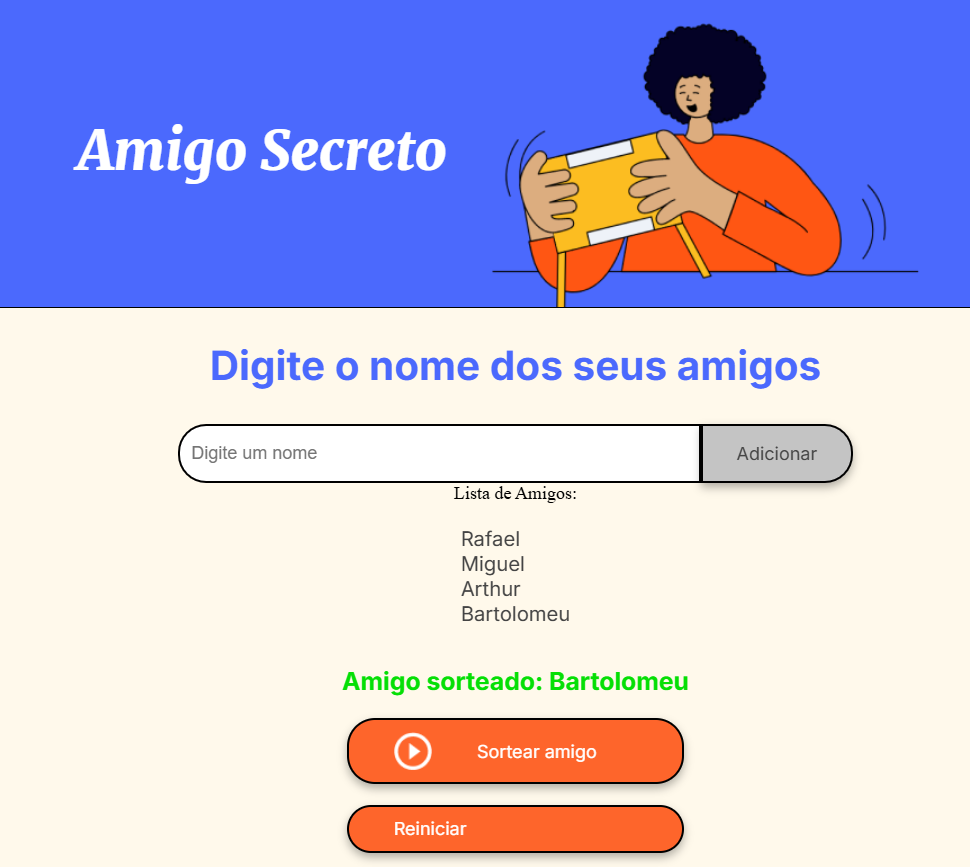 Amigo Secreto
Digite o nome dos seus amigos
Digite um nome
Adicionar
Lista de Amigos:
Rafael
Miguel
Arthur
Bartolomeu
Amigo sorteado: Bartolomeu
Sortear amigo
Reiniciar